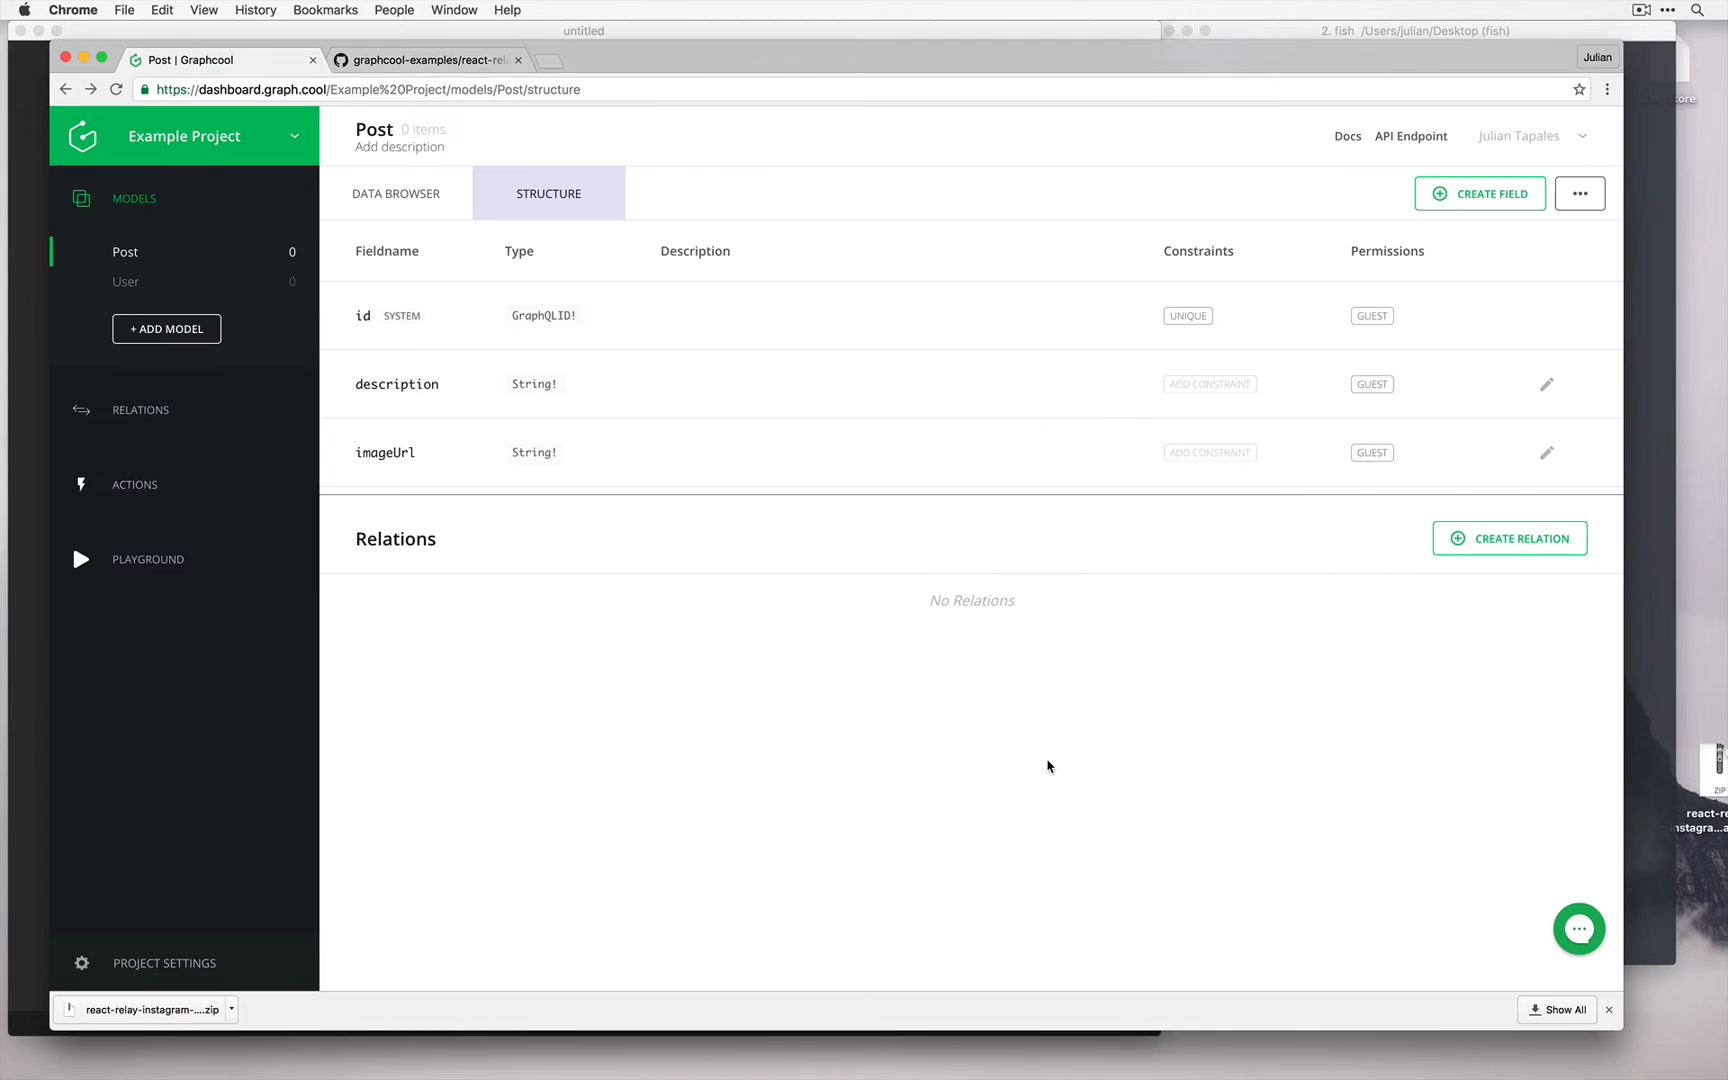 Chrome File Edit View History Bookmarks People Window Help
untitled
2. fish /Users/julian/Desktop (fish)
Post | Graphcool
graphcool-examples/react-rel
Julian
https://dashboard.graph.cool/Example%20Project/models/Post/structure
Example Project
Post 0 items
Add description
Docs API Endpoint Julian Tapales
MODELS
DATA BROWSER STRUCTURE
CREATE FIELD
Post 0
User 0
+ ADD MODEL
Fieldname Type Description Constraints Permissions
id SYSTEM GraphQLID! UNIQUE GUEST
description String! ADD CONSTRAINT GUEST
imageUrl String! ADD CONSTRAINT GUEST
RELATIONS
ACTIONS
PLAYGROUND
Relations
CREATE RELATION
No Relations
ZIP
react-re
nstagra...a
PROJECT SETTINGS
react-relay-instagram-....zip
Show All